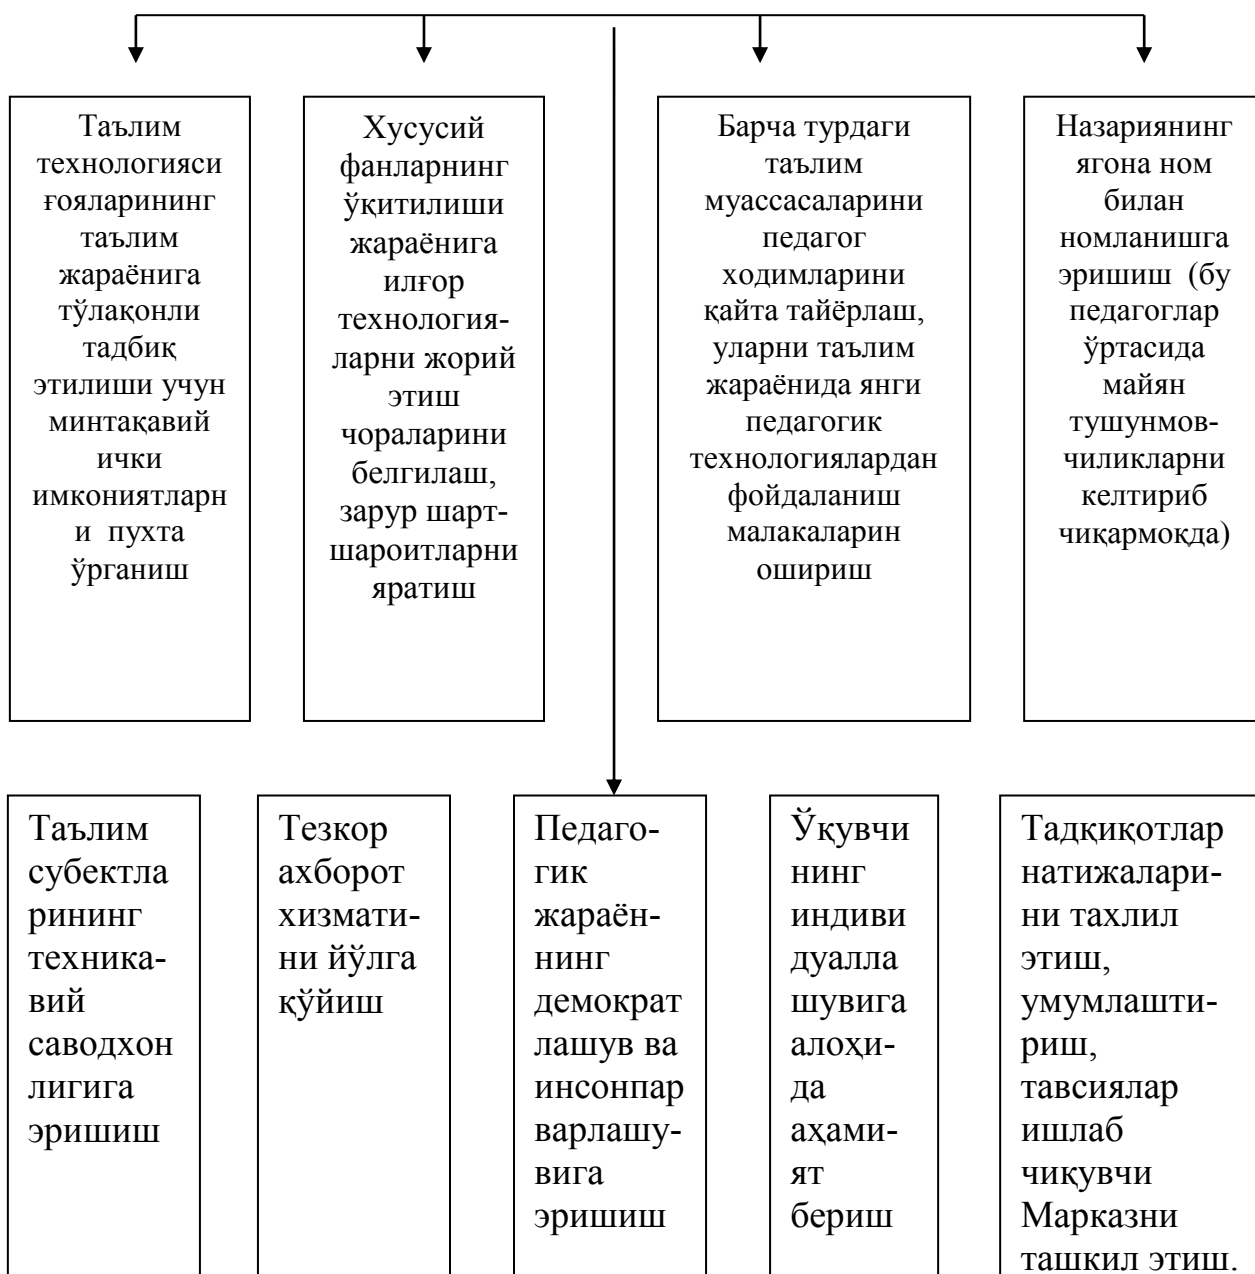 Таълим
технологияси
ғояларининг
таълим
жараёнига
тўлақонли
тадбиқ
этилиши учун
минтақавий
ички
имкониятларн
и  пухта
ўрганиш
Хусусий
фанларнинг
ўқитилиши
жараёнига
илғор
технология-
ларни жорий
этиш
чораларини
белгилаш,
зарур шарт-
шароитларни
яратиш
Барча турдаги
таълим
муассасаларини
педагог
ходимларини
қайта тайёрлаш,
уларни таълим
жараёнида янги
педагогик
технологиялардан
фойдаланиш
малакаларин
ошириш
Назариянинг
ягона ном
билан
номланишга
эришиш  (бу
педагоглар
ўртасида
майян
тушунмов-
чиликларни
келтириб
чиқармоқда)
Таълим
субектла
рининг
техника-
вий
саводхон
лигига
эришиш
Тезкор
ахборот
хизмати-
ни йўлга
қўйиш
Педаго-
гик
жараён-
нинг
демократ
лашув ва
инсонпар
варлашу-
вига
эришиш
Ўқувчи
нинг
индиви
дуалла
шувига
алоҳи-
да
аҳами-
ят
бериш
Тадқиқотлар
натижалари-
ни тахлил
этиш,
умумлашти-
риш,
тавсиялар
ишлаб
чиқувчи
Марказни
ташкил этиш.